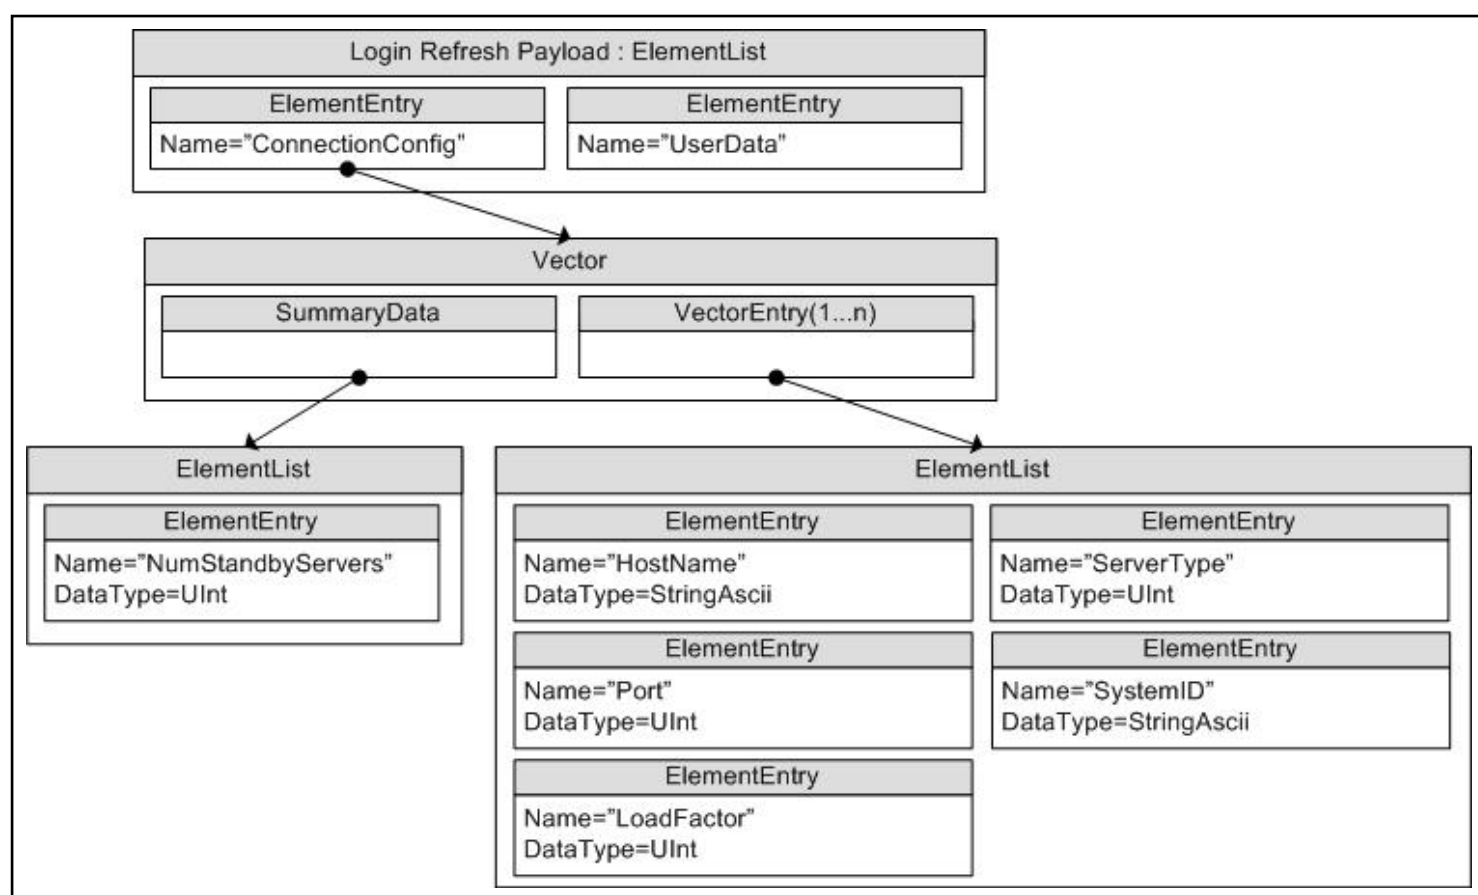 Login Refresh Payload : ElementList
ElementEntry
Name=”ConnectionConfig”
ElementEntry
Name=”UserData”
Vector
SummaryData
VectorEntry(1...n)
ElementList
ElementEntry
Name=”NumStandbyServers”
DataType=UInt
ElementList
ElementEntry
Name=”HostName”
DataType=StringAscii
ElementEntry
Name=”ServerType”
DataType=UInt
ElementEntry
Name=”Port”
DataType=UInt
ElementEntry
Name=”SystemID”
DataType=StringAscii
ElementEntry
Name=”LoadFactor”
DataType=UInt